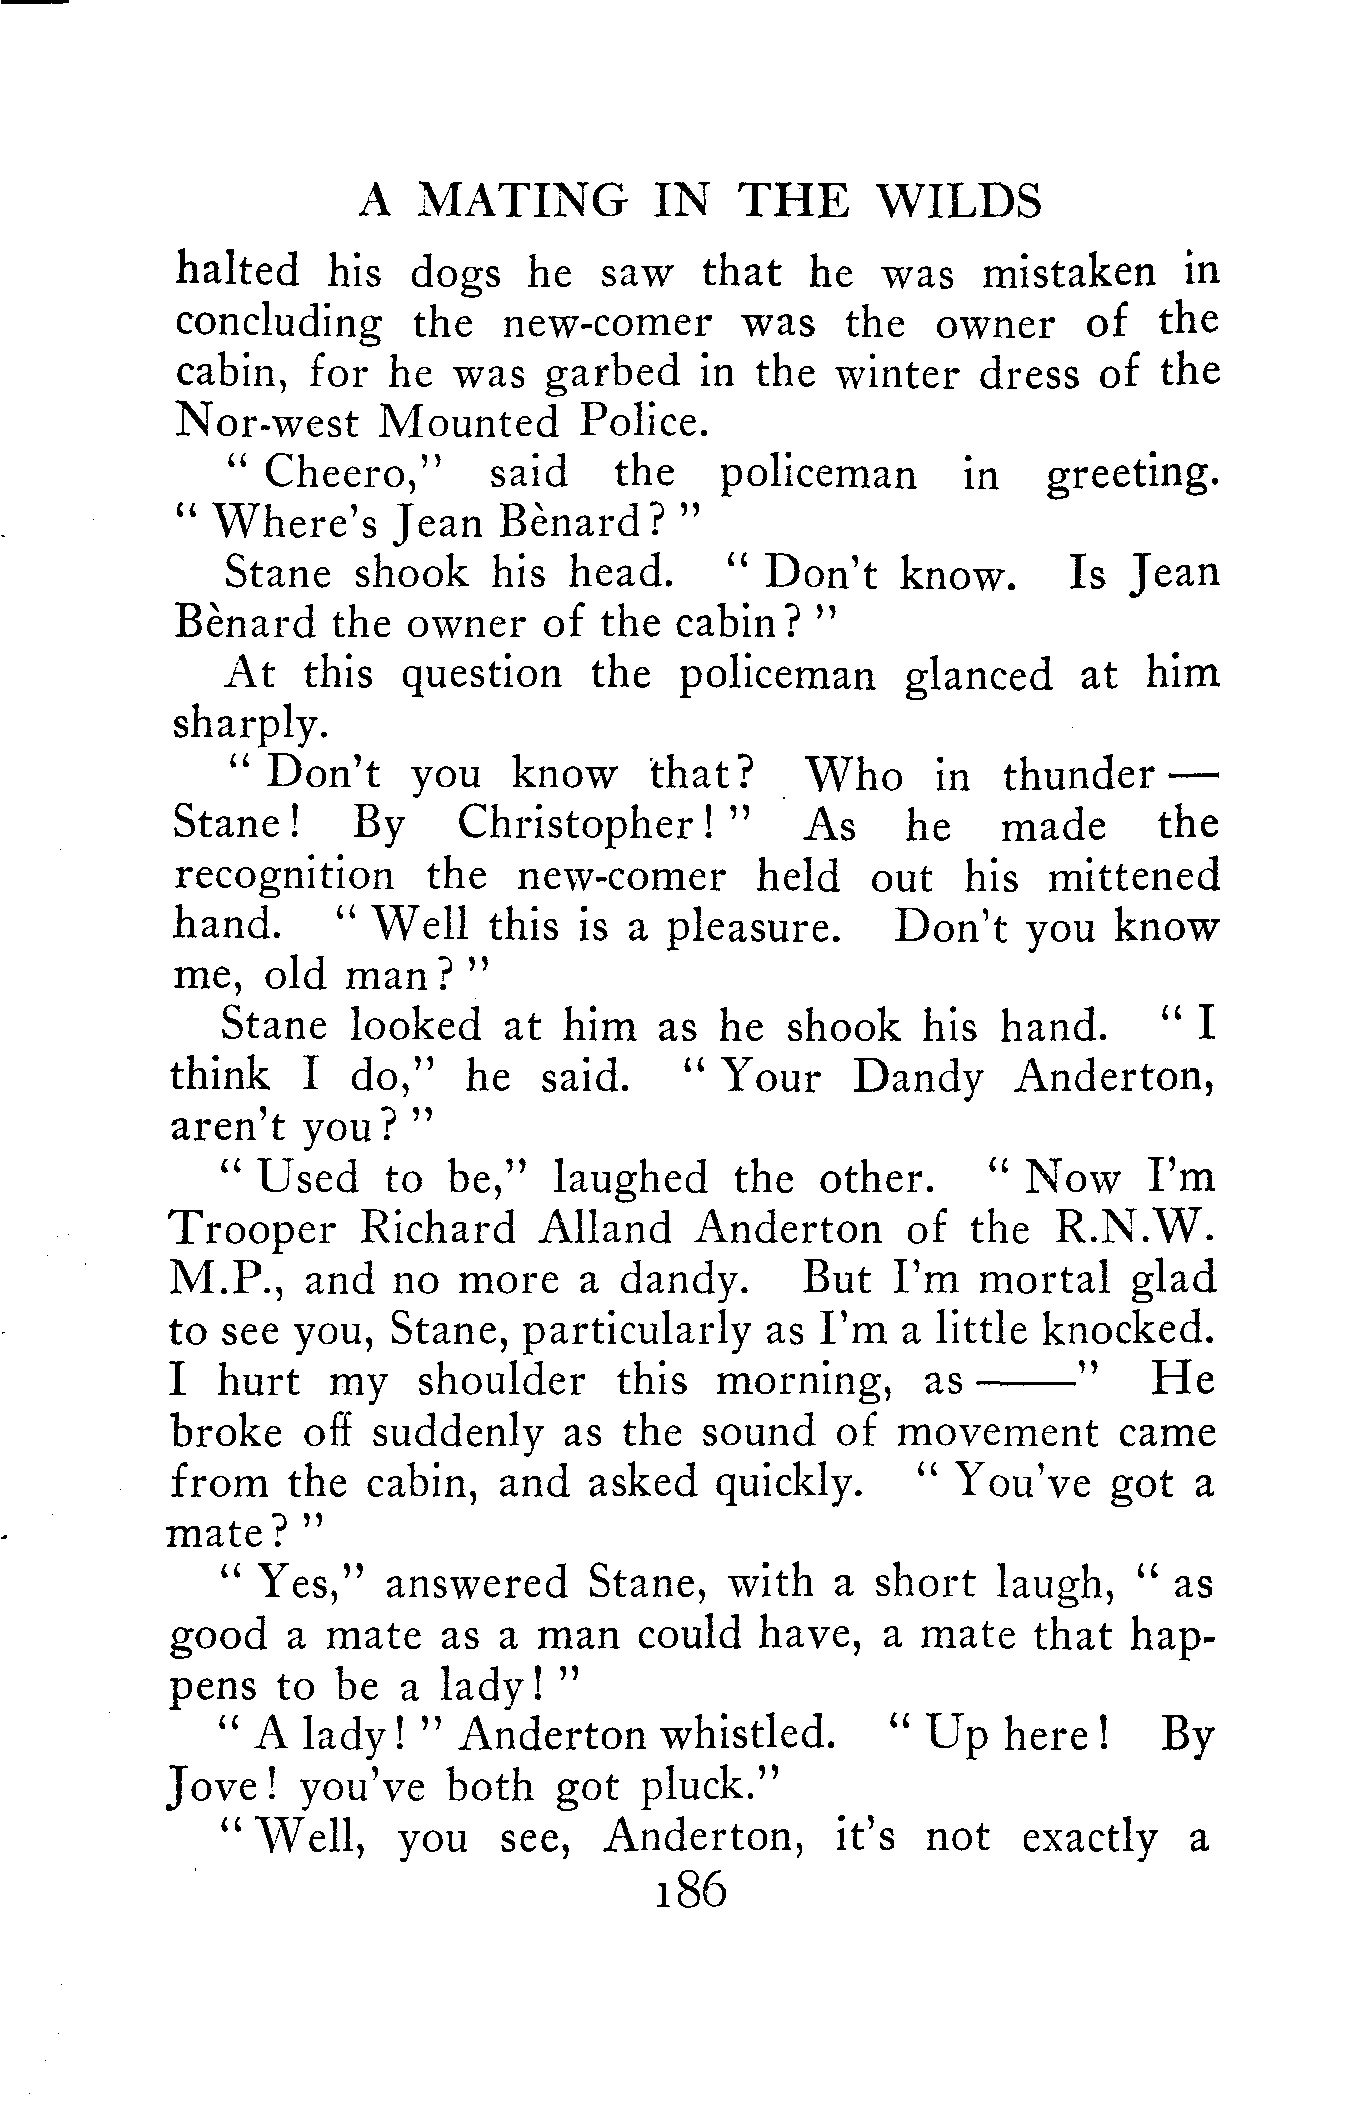 A MATING IN THE WILDS
halted his dogs he saw that he was mistaken in
concluding the new-comer was the owner of the
cabin, for he was garbed in the winter dress of the
Nor-west Mounted Police.
" Cheero," said the policeman in greeting.
" Where's Jean Bènard? "
Stane shook his head. " Don't know. Is Jean
Bènard the owner of the cabin? "
At this question the policeman glanced at him
sharply.
" Don't you know that? Who in thunder —
Stane! By Christopher! " As he made the
recognition the new-comer held out his mittened
hand. " Well this is a pleasure. Don't you know
me, old man? "
Stane looked at him as he shook his hand. " I
think I do," he said. " Your Dandy Anderton,
aren't you? "
" Used to be," laughed the other. " Now I'm
Trooper Richard Alland Anderton of the R.N.W.
M.P., and no more a dandy. But I'm mortal glad
to see you, Stane, particularly as I'm a little knocked.
I hurt my shoulder this morning, as ——" He
broke off suddenly as the sound of movement came
from the cabin, and asked quickly. " You've got a
mate? "
" Yes," answered Stane, with a short laugh, " as
good a mate as a man could have, a mate that hap-
pens to be a lady! "
" A lady! " Anderton whistled. " Up here! By
Jove! you've both got pluck."
" Well, you see, Anderton, it's not exactly a
186